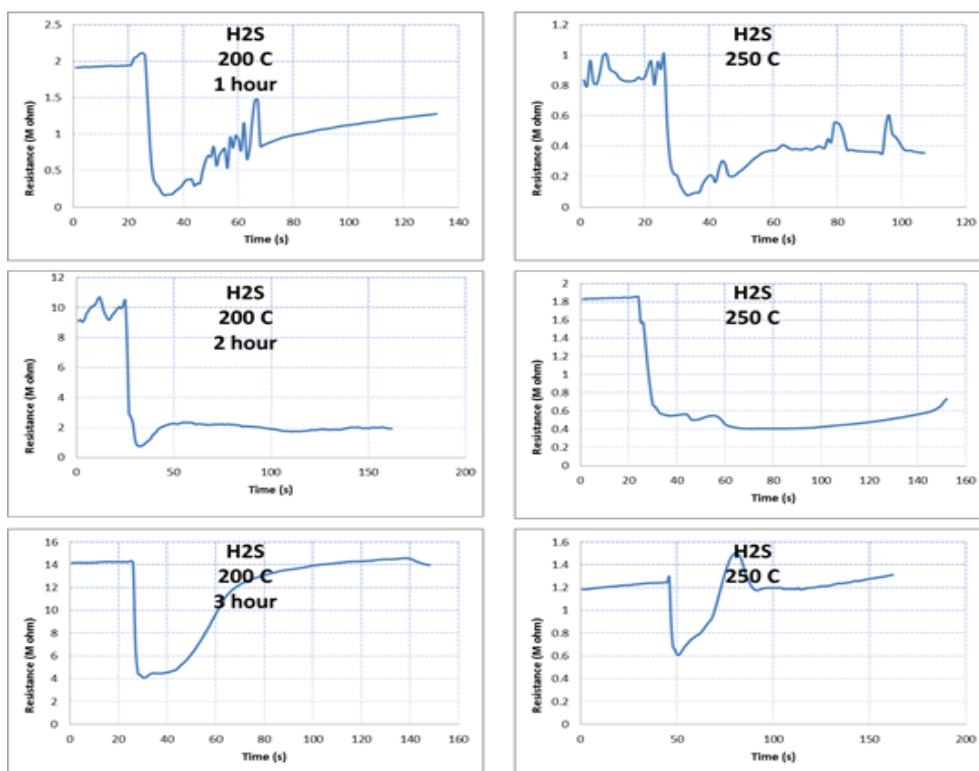 H2S
200 C
1 hour
2.5
2
1.5
1
0.5
0
0 20 40 60 80 100 120 140
Resistance (M ohm)
Time (s)
H2S
250 C
1.2
1
0.8
0.6
0.4
0.2
0
0 20 40 60 80 100 120
Resistance (M ohm)
Time (s)
H2S
200 C
2 hour
12
10
8
6
4
2
0
0 50 100 150 200
Resistance (M ohm)
Time (s)
H2S
250 C
2
1.8
1.6
1.4
1.2
1
0.8
0.6
0.4
0.2
0
0 20 40 60 80 100 120 140 160
Resistance (M ohm)
Time (s)
H2S
200 C
3 hour
16
14
12
10
8
6
4
2
0
0 20 40 60 80 100 120 140 160
Resistance (M ohm)
Time (s)
H2S
250 C
1.6
1.4
1.2
1
0.8
0.6
0.4
0.2
0
0 50 100 150 200
Resistance (M ohm)
Time (s)